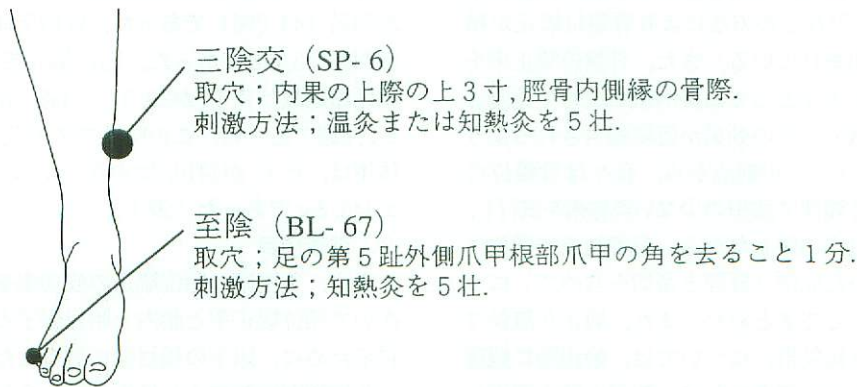 三陰交（SP- 6）
取穴；内果の上際の上３寸，脛骨内側縁の骨際．
刺激方法；温灸または知熱灸を５壮．
至陰（BL- 67）
取穴；足の第５趾外側爪甲根部爪甲の角を去ること１分．
刺激方法；知熱灸を５壮．